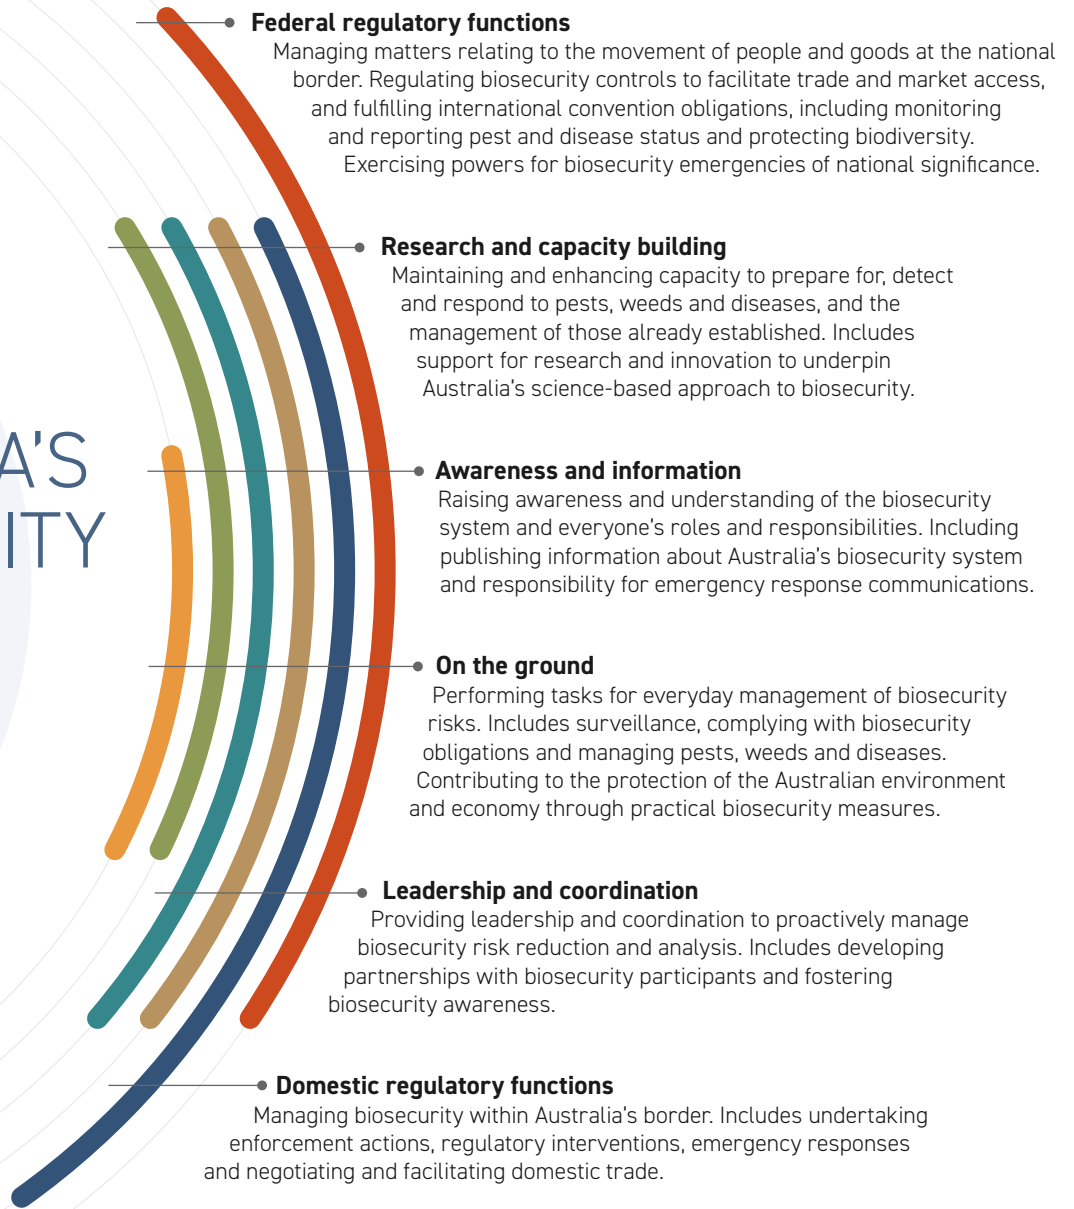 Federal regulatory functions
Managing matters relating to the movement of people and goods at the national
border. Regulating biosecurity controls to facilitate trade and market access,
and fulfilling international convention obligations, including monitoring
and reporting pest and disease status and protecting biodiversity.
Exercising powers for biosecurity emergencies of national significance.
Research and capacity building
Maintaining and enhancing capacity to prepare for, detect
and respond to pests, weeds and diseases, and the
management of those already established. Includes
support for research and innovation to underpin
Australia's science-based approach to biosecurity.
A'S
ITY
Awareness and information
Raising awareness and understanding of the biosecurity
system and everyone's roles and responsibilities. Including
publishing information about Australia's biosecurity system
and responsibility for emergency response communications.
On the ground
Performing tasks for everyday management of biosecurity
risks. Includes surveillance, complying with biosecurity
obligations and managing pests, weeds and diseases.
Contributing to the protection of the Australian environment
and economy through practical biosecurity measures.
Leadership and coordination
Providing leadership and coordination to proactively manage
biosecurity risk reduction and analysis. Includes developing
partnerships with biosecurity participants and fostering
biosecurity awareness.
Domestic regulatory functions
Managing biosecurity within Australia's border. Includes undertaking
enforcement actions, regulatory interventions, emergency responses
and negotiating and facilitating domestic trade.